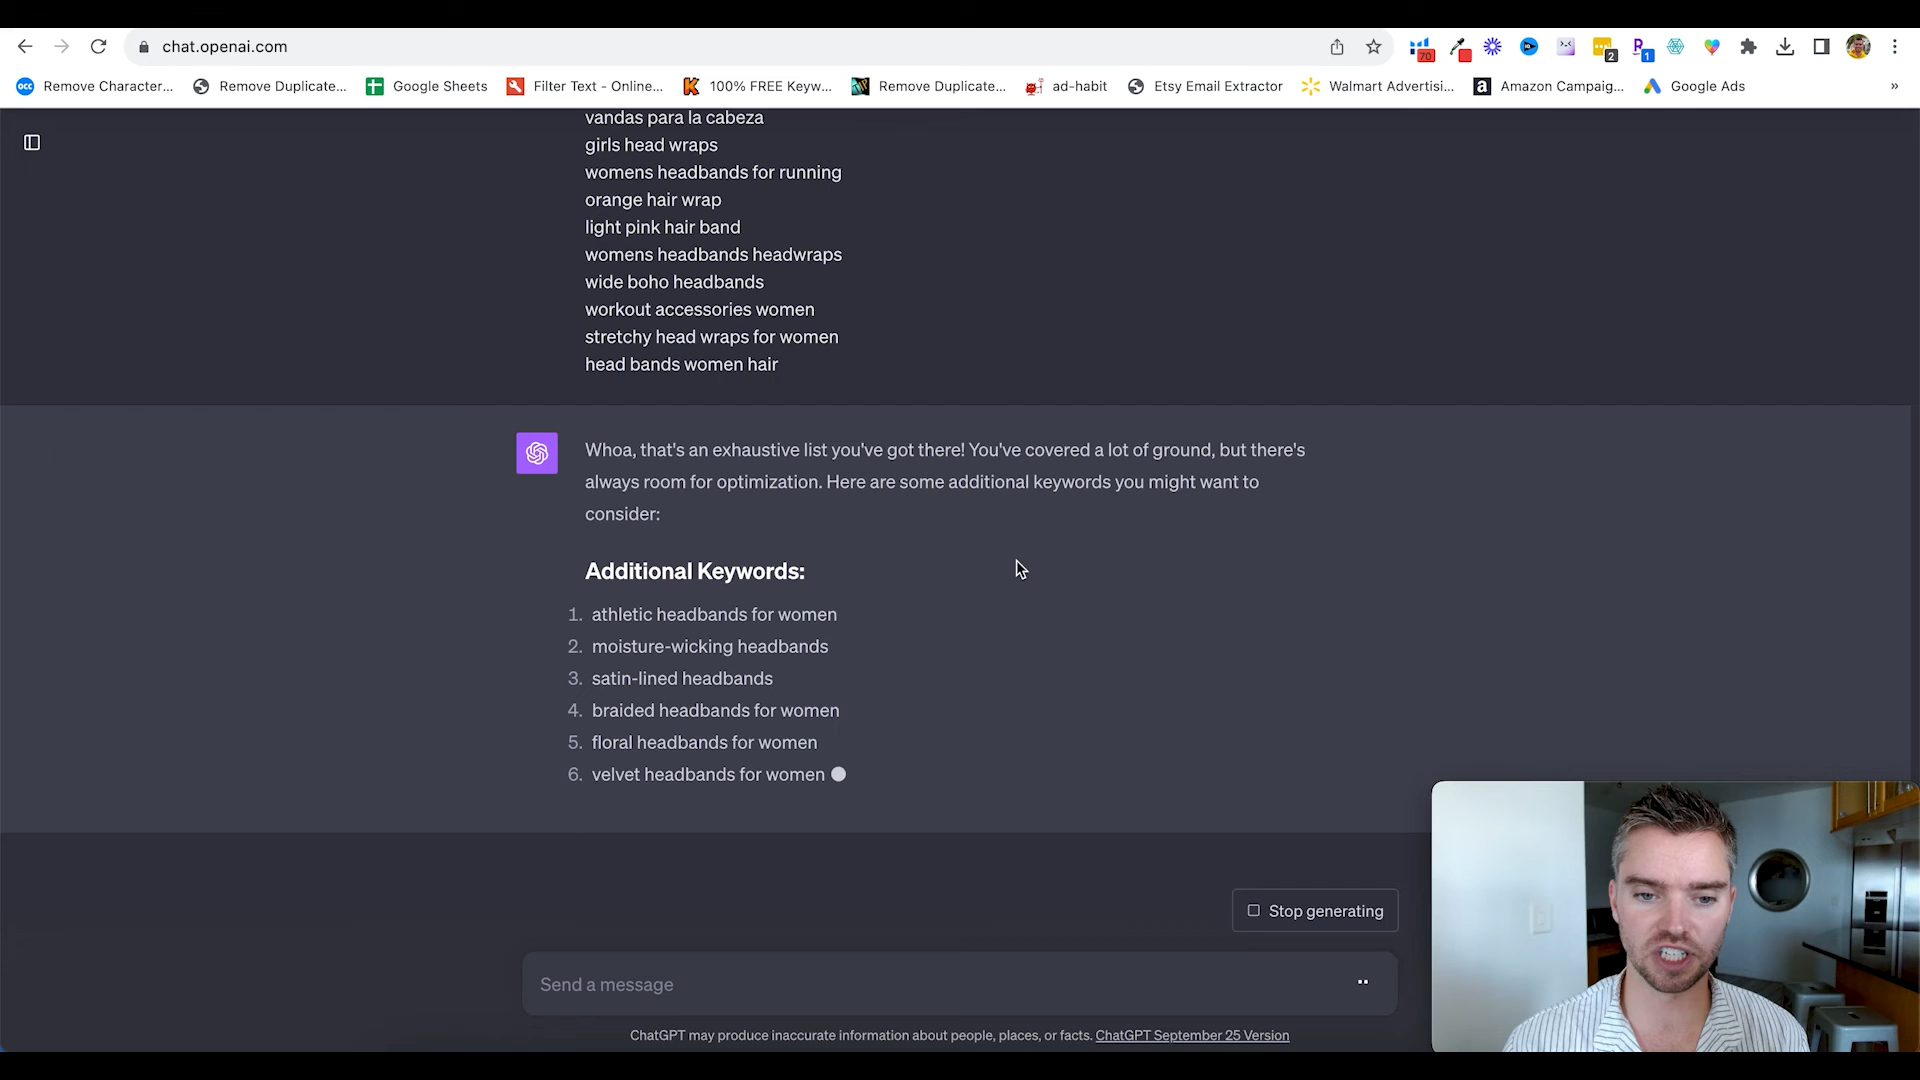 chat.openai.com
70
2
1
occ Remove Character...
Remove Duplicate...
Google Sheets
Filter Text - Online...
K 100% FREE Keyw...
Remove Duplicate...
ad-habit
Etsy Email Extractor
Walmart Advertisi...
a Amazon Campaig...
Google Ads
»
vandas para la cabeza
girls head wraps
womens headbands for running
orange hair wrap
light pink hair band
womens headbands headwraps
wide boho headbands
workout accessories women
stretchy head wraps for women
head bands women hair
Whoa, that's an exhaustive list you've got there! You've covered a lot of ground, but there's
always room for optimization. Here are some additional keywords you might want to
consider:
Additional Keywords:
1. athletic headbands for women
2. moisture-wicking headbands
3. satin-lined headbands
4. braided headbands for women
5. floral headbands for women
6. velvet headbands for women
Stop generating
Send a message
ChatGPT may produce inaccurate information about people, places, or facts. ChatGPT September 25 Version